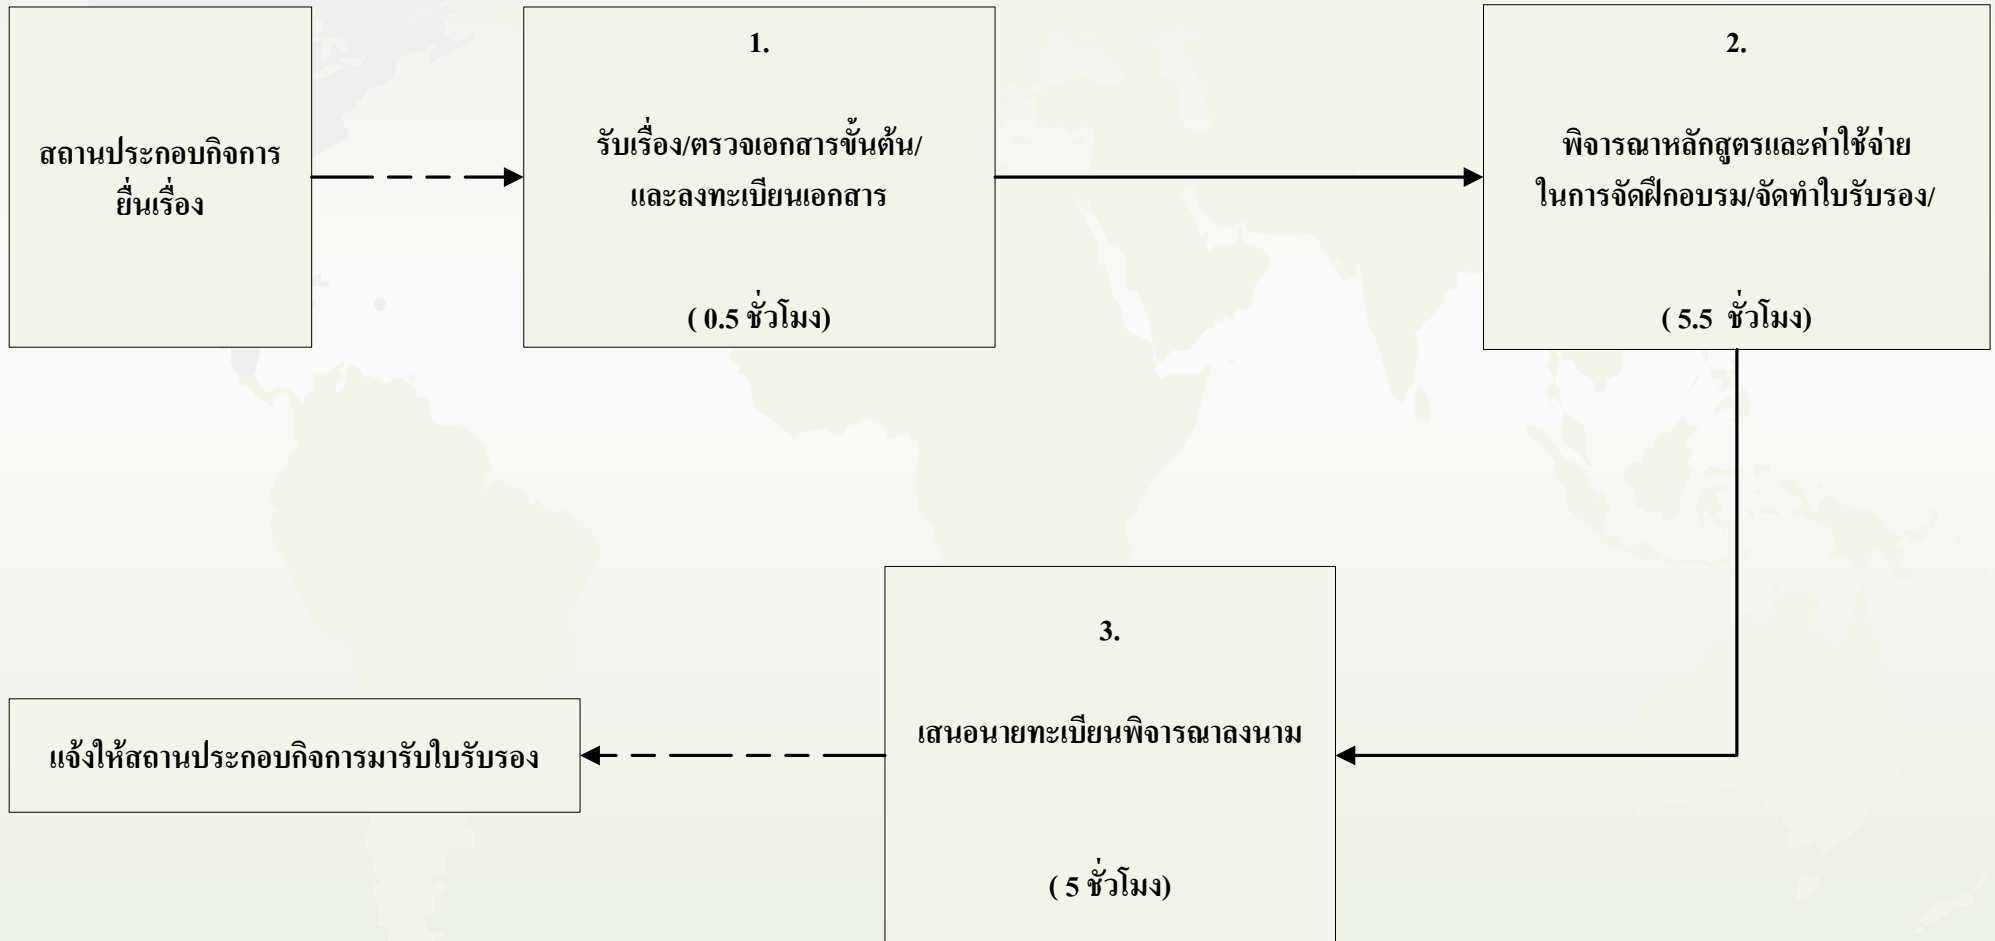 สถานประกอบกิจการ
ยื่นเรื่อง
1.
รับเรื่อง/ตรวจเอกสารขั้นต้น/
และลงทะเบียนเอกสาร
( 0.5 ชั่วโมง)
2.
พิจารณาหลักสูตรและค่าใช้จ่าย
ในการจัดฝึกอบรม/จัดทำใบรับรอง/
( 5.5 ชั่วโมง)
3.
เสนอนายทะเบียนพิจารณาลงนาม
( 5 ชั่วโมง)
แจ้งให้สถานประกอบกิจการมารับใบรับรอง